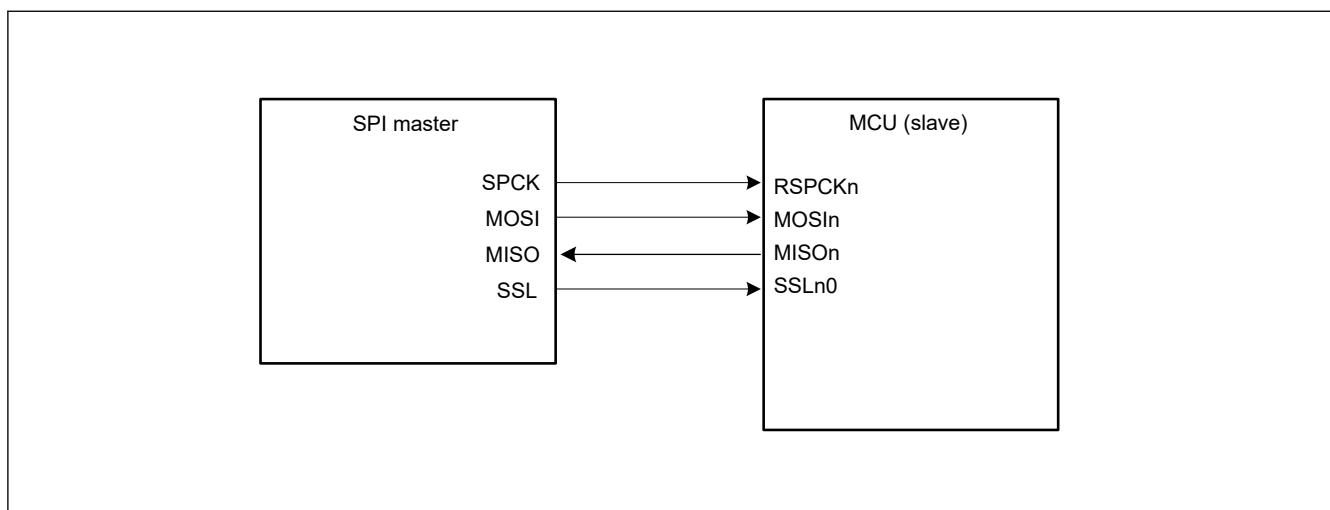 SPI master
SPCK
MOSI
MISO
SSL
MCU (slave)
RSPCKn
MOSIn
MISOn
SSLn0